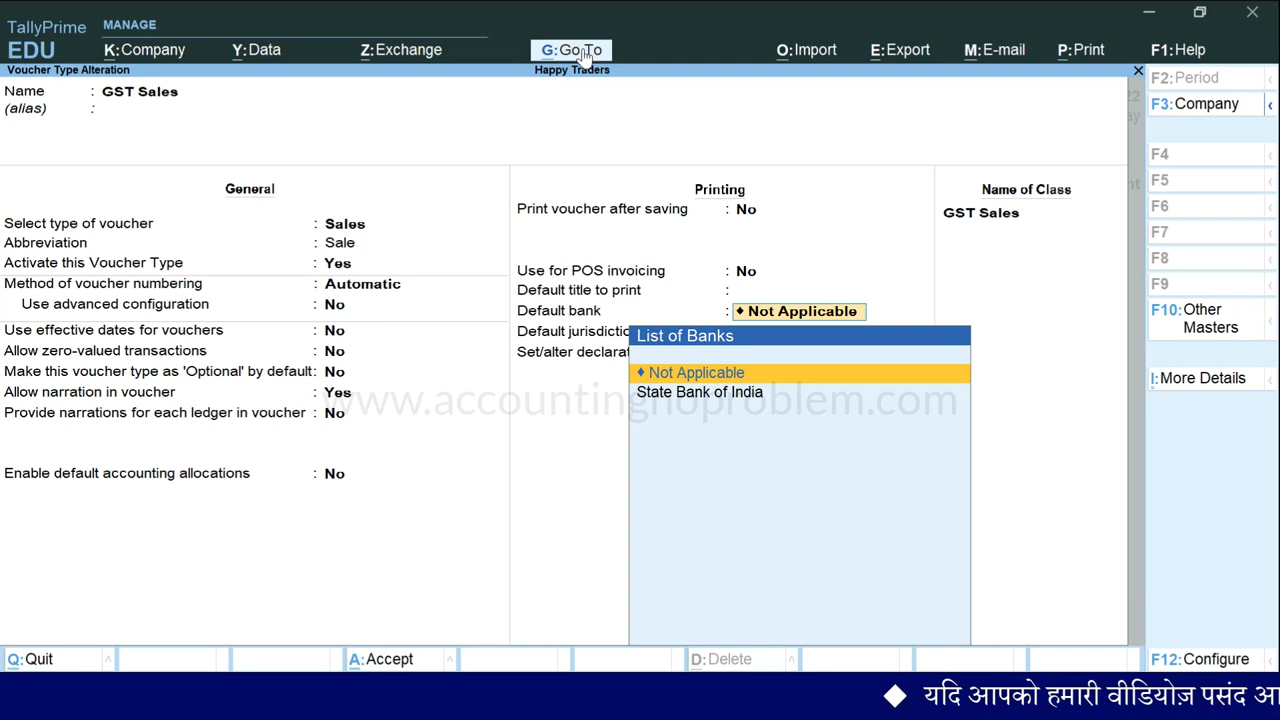 TallyPrime
EDU
MANAGE
K:Company
Y:Data
Z:Exchange
G:Go To
O:Import
E:Export
M:E-mail
P:Print
F1:Help
Voucher Type Alteration
Happy Traders
Name : GST Sales
(alias) :
General
Select type of voucher : Sales
Abbreviation : Sale
Activate this Voucher Type : Yes
Method of voucher numbering : Automatic
Use advanced configuration : No
Use effective dates for vouchers : No
Allow zero-valued transactions : No
Make this voucher type as 'Optional' by default : No
Allow narration in voucher : Yes
Provide narrations for each ledger in voucher : No
Enable default accounting allocations : No
Printing
Print voucher after saving : No
Use for POS invoicing : No
Default title to print :
Default bank : ♦ Not Applicable
Default jurisdictio
Set/alter declarat
List of Banks
♦ Not Applicable
State Bank of India
Name of Class
GST Sales
www.accountingnoproblem.com
F2:Period
F3:Company
F4
F5
F6
F7
F8
F9
F10:Other
Masters
I:More Details
Q:Quit
A:Accept
D:Delete
F12:Configure
◆ यदि आपको हमारी वीडियोज़ पसंद आ